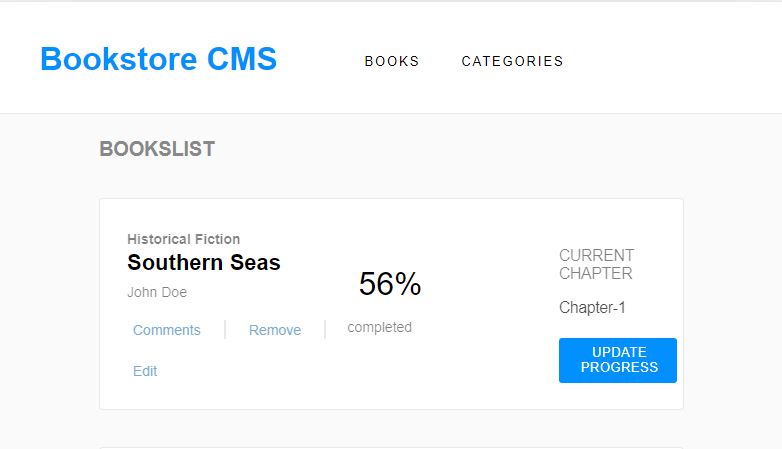 Bookstore CMS
BOOKS
CATEGORIES
BOOKSLIST
Historical Fiction
Southern Seas
John Doe
Comments
Remove
Edit
56%
completed
CURRENT
CHAPTER
Chapter-1
UPDATE
PROGRESS